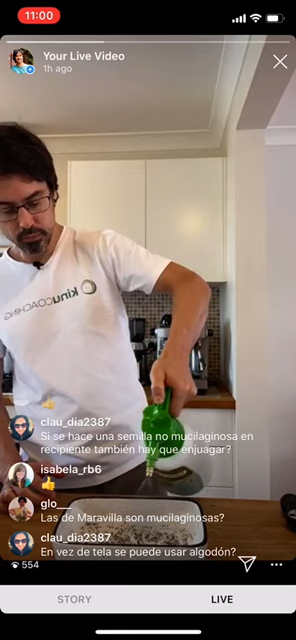 11:00
Your Live Video
1h ago
kinuCOACHING
clau_dia2387
Si se hace una semilla no mucilaginosa en
recipiente también hay que enjuagar?
isabela_rb6
👍
glo___
Las de Maravilla son mucilaginosas?
clau_dia2387
En vez de tela se puede usar algodón?
554
STORY LIVE